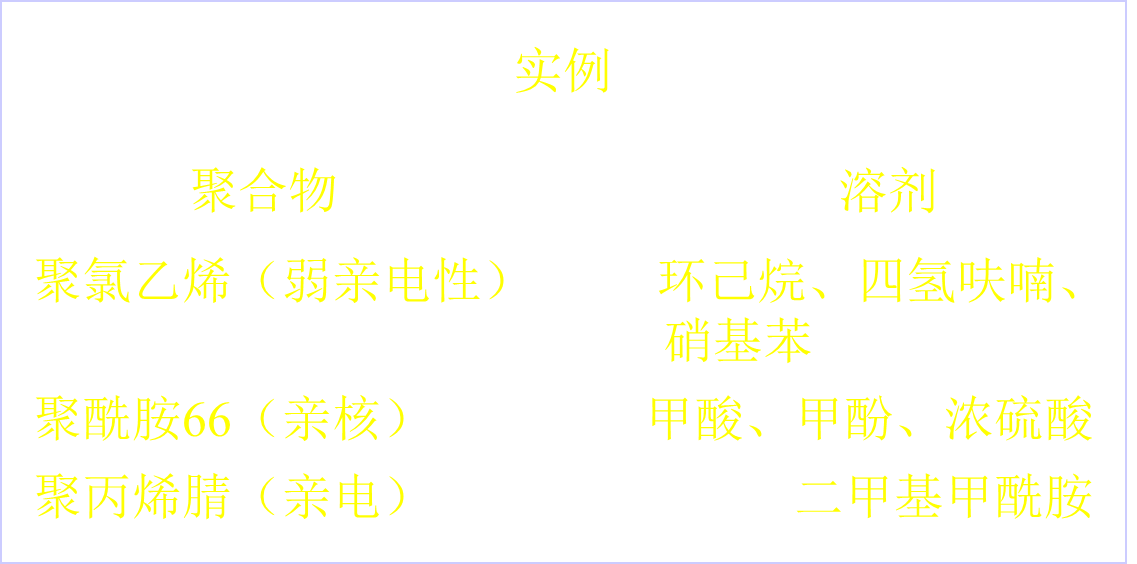 实例
聚合物 溶剂
聚氯乙烯（弱亲电性） 环己烷、四氢呋喃、
硝基苯
聚酰胺66（亲核） 甲酸、甲酚、浓硫酸
聚丙烯腈（亲电） 二甲基甲酰胺